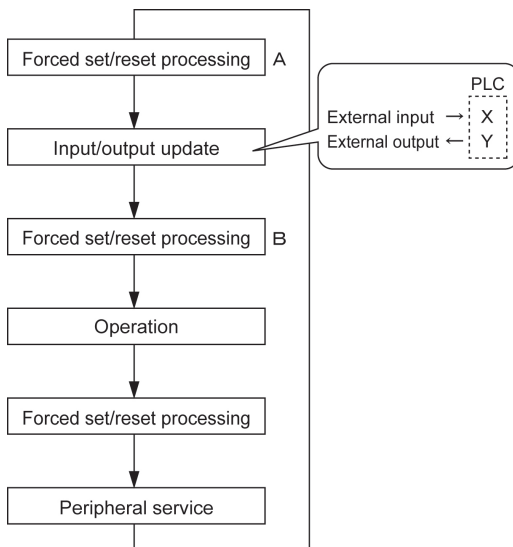 Forced set/reset processing A
Input/output update
PLC
External input → X
External output ← Y
Forced set/reset processing B
Operation
Forced set/reset processing
Peripheral service